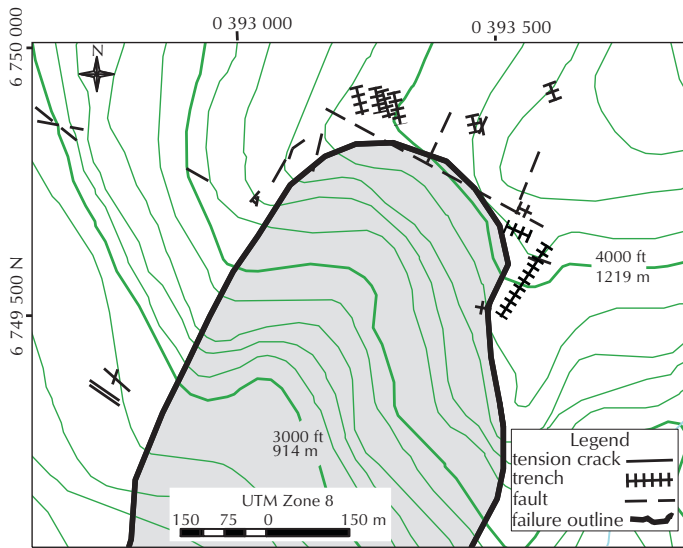 0 393 000
0 393 500
6 750 000
N
4000 ft
1219 m
6 749 500 N
3000 ft
914 m
Legend
tension crack
trench
fault
failure outline
UTM Zone 8
150 75 0 150 m